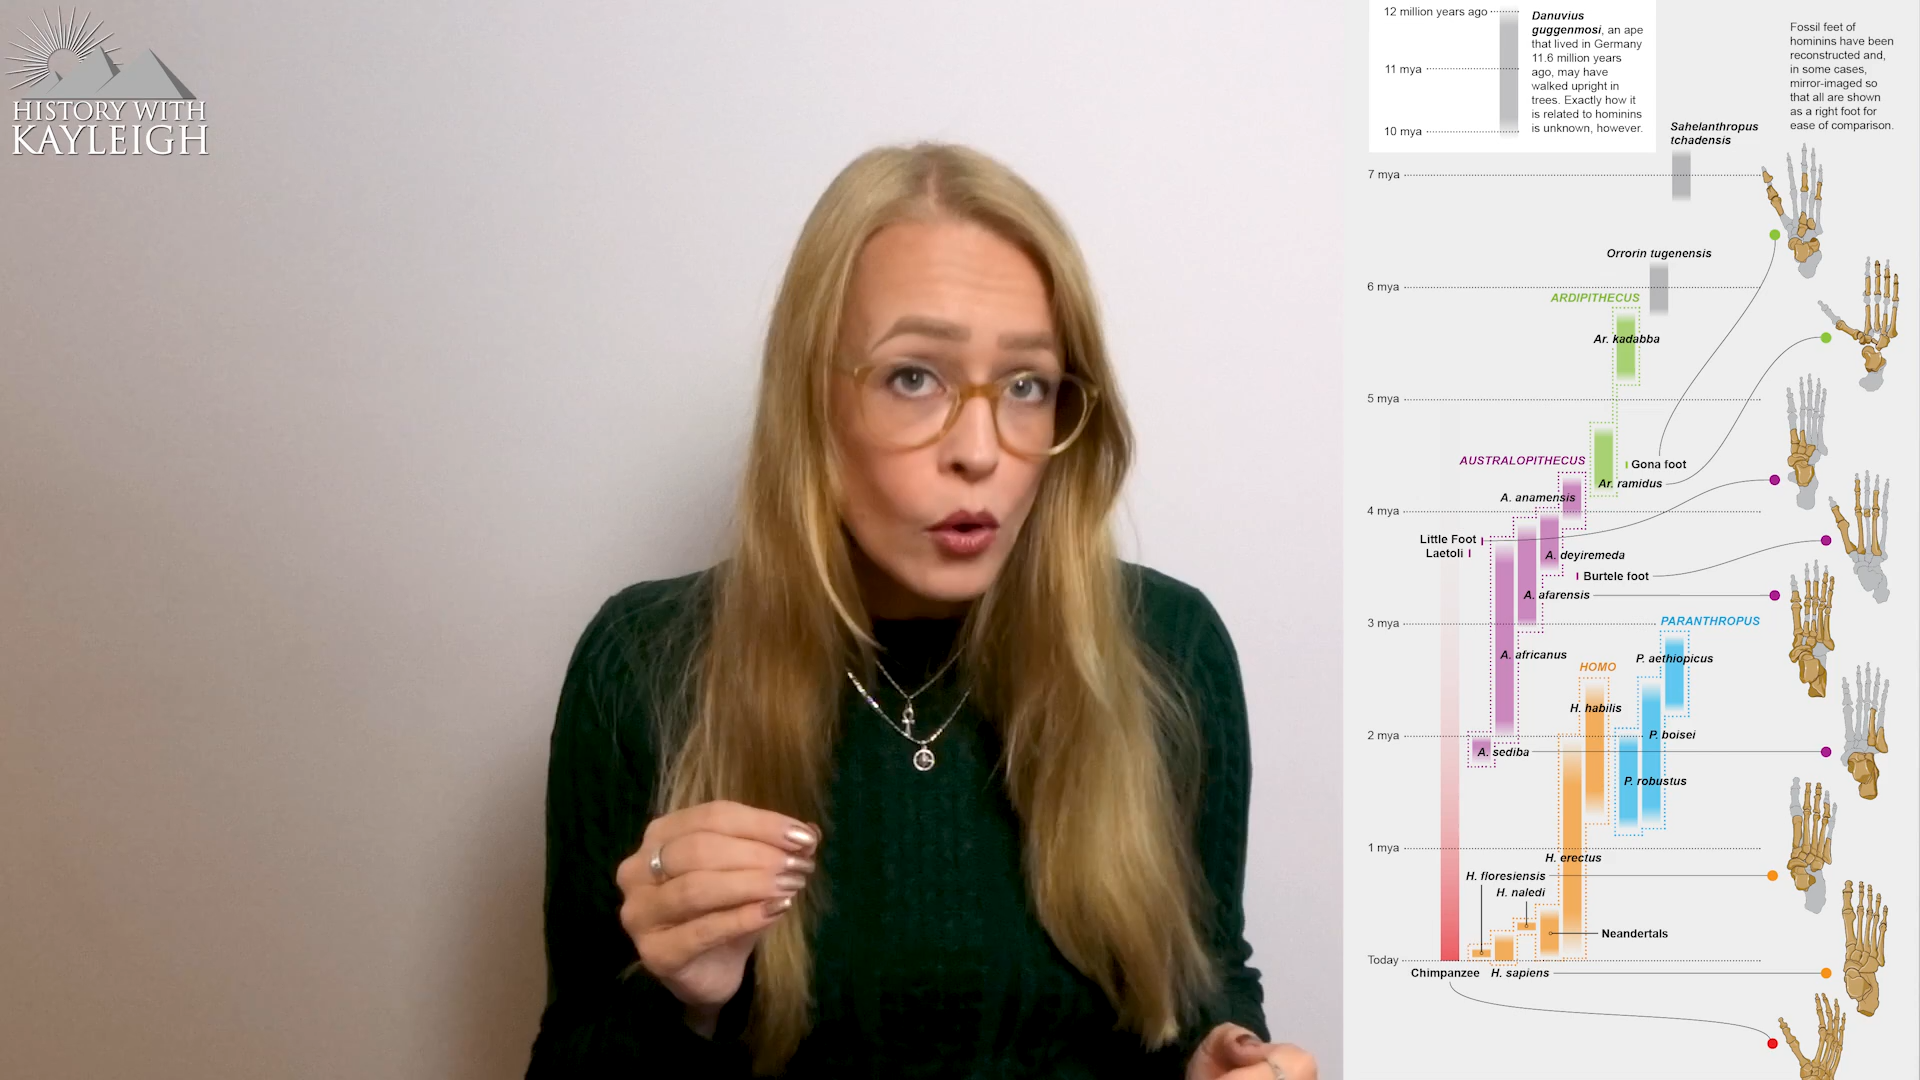 HISTORY WITH
KAYLEIGH
12 million years ago
11 mya
10 mya
Danuvius
guggenmosi, an ape
that lived in Germany
11.6 million years
ago, may have
walked upright in
trees. Exactly how it
is related to hominins
is unknown, however.
Fossil feet of
hominins have been
reconstructed and,
in some cases,
mirror-imaged so
that all are shown
as a right foot for
ease of comparison.
Sahelanthropus
tchadensis
7 mya
Orrorin tugenensis
6 mya
ARDIPITHECUS
Ar. kadabba
5 mya
AUSTRALOPITHECUS
Gona foot
Ar. ramidus
A. anamensis
4 mya
Little Foot
Laetoli
A. deyiremeda
Burtele foot
A. afarensis
3 mya
PARANTHROPUS
A. africanus
P. aethiopicus
HOMO
H. habilis
2 mya
P. boisei
A. sediba
P. robustus
1 mya
H. erectus
H. floresiensis
H. naledi
Neandertals
Today
Chimpanzee
H. sapiens